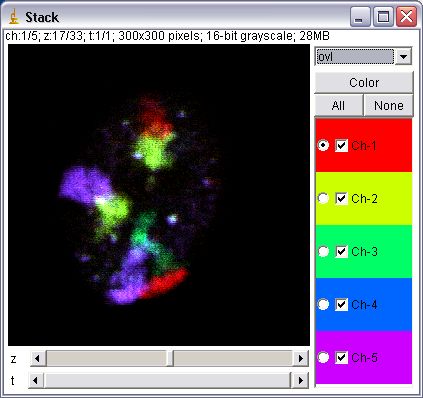 Stack
ch:1/5; z:17/33; t:1/1; 300x300 pixels; 16-bit grayscale; 28MB
ovl
Color
All
None
Ch-1
Ch-2
Ch-3
Ch-4
Ch-5
z
t